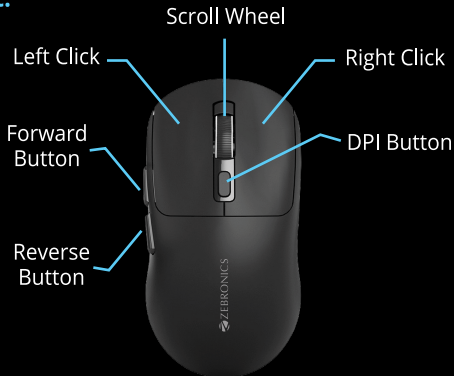 Scroll Wheel
Left Click
Right Click
Forward
Button
DPI Button
Reverse
Button
ZEBRONICS